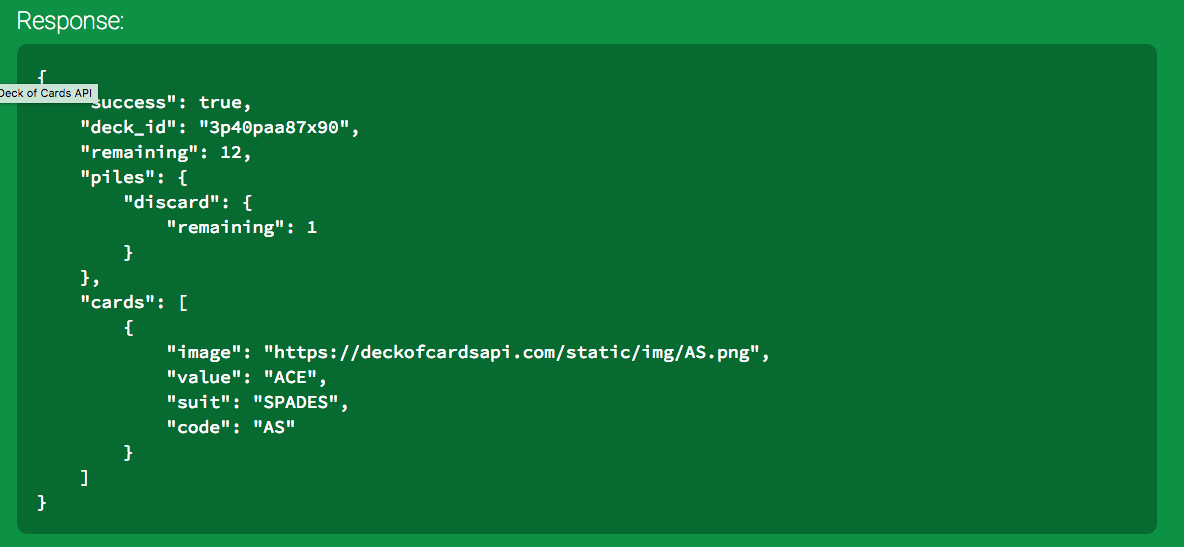 Response:
{
Deck of Cards API
"success": true,
"deck_id": "3p40paa87x90",
"remaining": 12,
"piles": {
"discard": {
"remaining": 1
}
},
"cards": [
{
"image": "https://deckofcardsapi.com/static/img/AS.png",
"value": "ACE",
"suit": "SPADES",
"code": "AS"
}
]
}